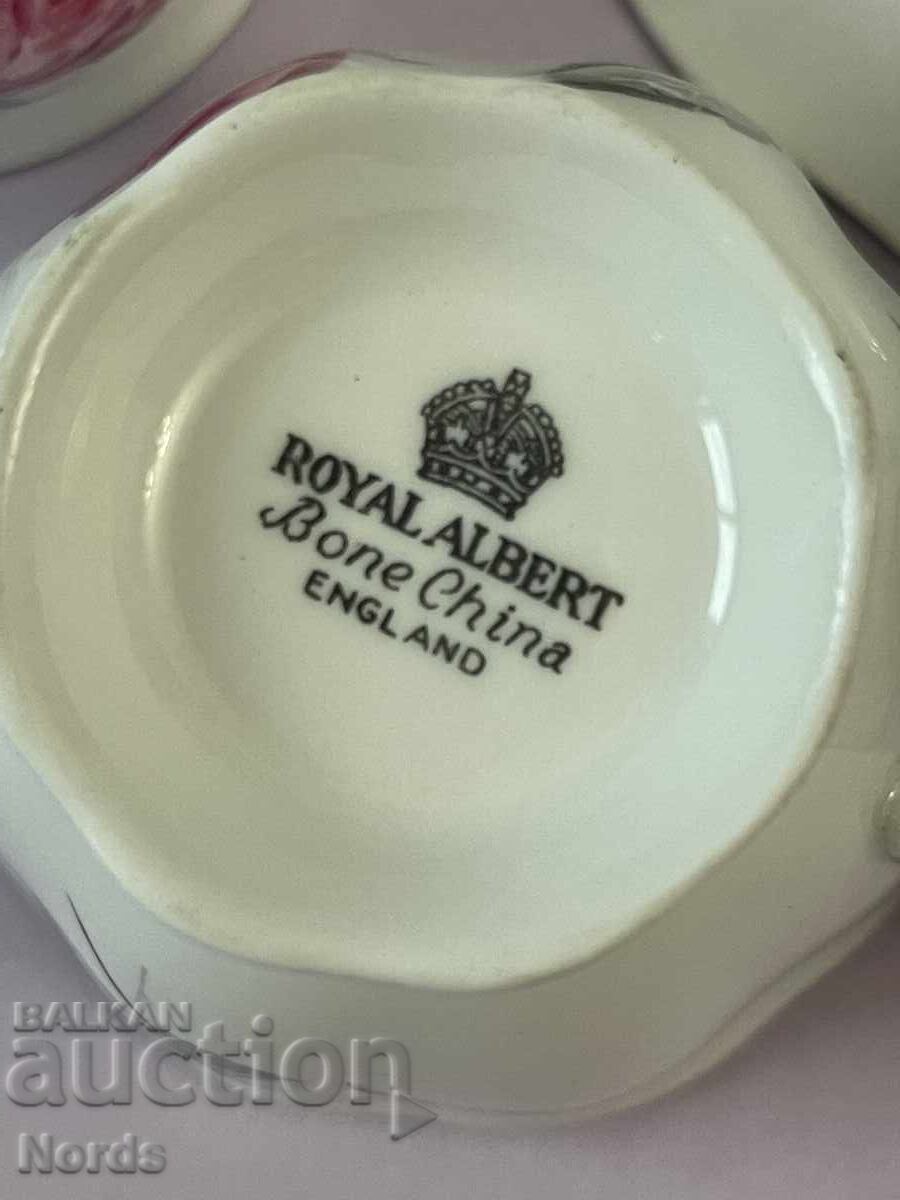 ROYAL ALBERT
Bone China
ENGLAND
BALKAN
auction
Nords